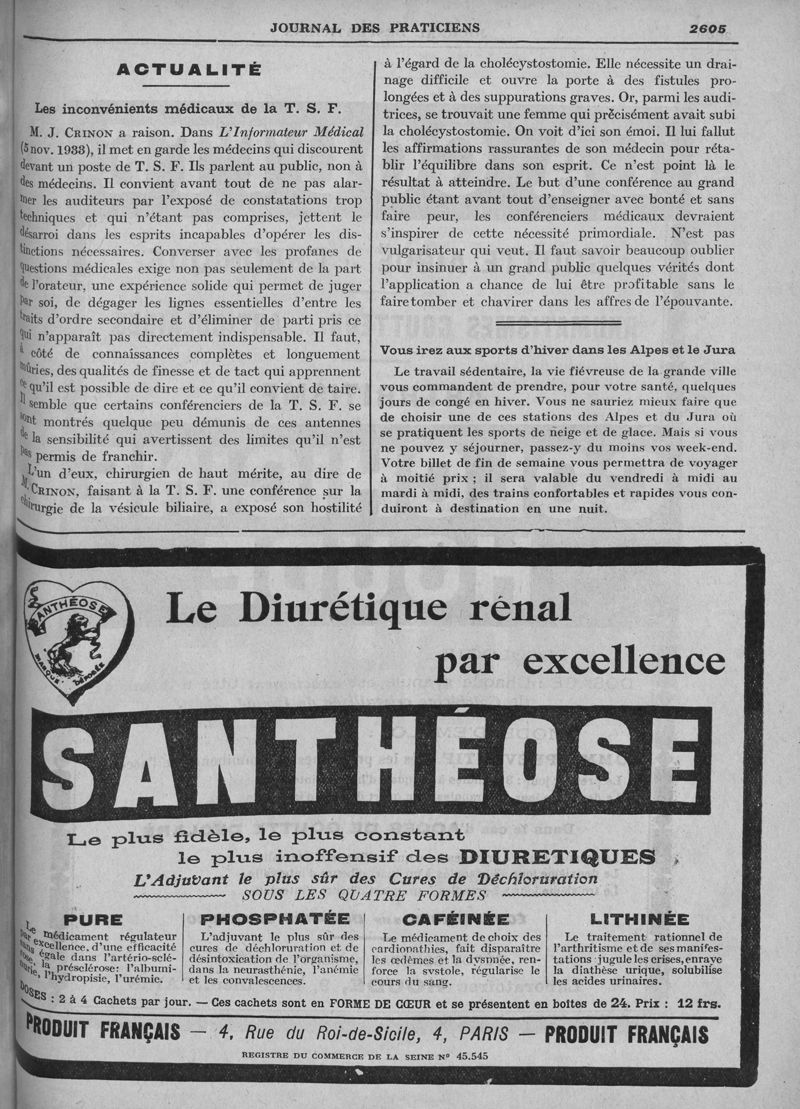 JOURNAL DES PRATICIENS
2605
ACTUALITÉ
Les inconvénients médicaux de la T. S. F.
M. J. CRINON a raison. Dans L'Informateur Médical
(5 nov. 1933), il met en garde les médecins qui discourent
devant un poste de T. S. F. Ils parlent au public, non à
des médecins. Il convient avant tout de ne pas alar-
mer les auditeurs par l'exposé de constatations trop
techniques et qui n'étant pas comprises, jettent le
désarroi dans les esprits incapables d'opérer les dis-
tinctions nécessaires. Converser avec les profanes de
questions médicales exige non pas seulement de la part
de l'orateur, une expérience solide qui permet de juger
par soi, de dégager les lignes essentielles d'entre les
traits d'ordre secondaire et d'éliminer de parti pris ce
qui n'apparaît pas directement indispensable. Il faut,
à côté de connaissances complètes et longuement
mûries, des qualités de finesse et de tact qui apprennent
ce qu'il est possible de dire et ce qu'il convient de taire.
Il semble que certains conférenciers de la T. S. F. se
sont montrés quelque peu démunis de ces antennes
de la sensibilité qui avertissent des limites qu'il n'est
pas permis de franchir.
L'un d'eux, chirurgien de haut mérite, au dire de
M. CRINON, faisant à la T. S. F. une conférence sur la
chirurgie de la vésicule biliaire, a exposé son hostilité
à l'égard de la cholécystostomie. Elle nécessite un drai-
nage difficile et ouvre la porte à des fistules pro-
longées et à des suppurations graves. Or, parmi les audi-
trices, se trouvait une femme qui précisément avait subi
la cholécystostomie. On voit d'ici son émoi. Il lui fallut
les affirmations rassurantes de son médecin pour réta-
blir l'équilibre dans son esprit. Ce n'est point là le
résultat à atteindre. Le but d'une conférence au grand
public étant avant tout d'enseigner avec bonté et sans
faire peur, les conférenciers médicaux devraient
s'inspirer de cette nécessité primordiale. N'est pas
vulgarisateur qui veut. Il faut savoir beaucoup oublier
pour insinuer à un grand public quelques vérités dont
l'application a chance de lui être profitable sans le
faire tomber et chavirer dans les affres de l'épouvante.
Vous irez aux sports d'hiver dans les Alpes et le Jura
Le travail sédentaire, la vie fiévreuse de la grande ville
vous commandent de prendre, pour votre santé, quelques
jours de congé en hiver. Vous ne sauriez mieux faire que
de choisir une de ces stations des Alpes et du Jura où
se pratiquent les sports de neige et de glace. Mais si vous
ne pouvez y séjourner, passez-y du moins vos week-end.
Votre billet de fin de semaine vous permettra de voyager
à moitié prix ; il sera valable du vendredi à midi au
mardi à midi, des trains confortables et rapides vous con-
duiront à destination en une nuit.
SANTHÉOSE
MARQUE DÉPOSÉE
Le Diurétique rénal
par excellence
SANTHÉOSE
Le plus fidèle, le plus constant
le plus inoffensif des DIURETIQUES
L'Adjuvant le plus sûr des Cures de Déchloruration
SOUS LES QUATRE FORMES
PURE
Le médicament régulateur
par excellence, d'une efficacité
sans égale dans l'artério-sclé-
rose, la présclérose: l'albumi-
nurie, l'hydropisie, l'urémie.
PHOSPHATÉE
L'adjuvant le plus sûr des
cures de déchloruration et de
désintoxication de l'organisme,
dans la neurasthénie, l'anémie
et les convalescences.
CAFÉINÉE
Le médicament de choix des
cardiopathies, fait disparaître
les œdèmes et la dyspnée, ren-
force la systole, régularise le
cours du sang.
LITHINÉE
Le traitement rationnel de
l'arthritisme et de ses manifes-
tations; jugule les crises, enraye
la diathèse urique, solubilise
les acides urinaires.
DOSES : 2 à 4 Cachets par jour. — Ces cachets sont en FORME DE CŒUR et se présentent en boîtes de 24. Prix : 12 frs.
PRODUIT FRANÇAIS — 4, Rue du Roi-de-Sicile, 4, PARIS — PRODUIT FRANÇAIS
REGISTRE DU COMMERCE DE LA SEINE Nº 45.545